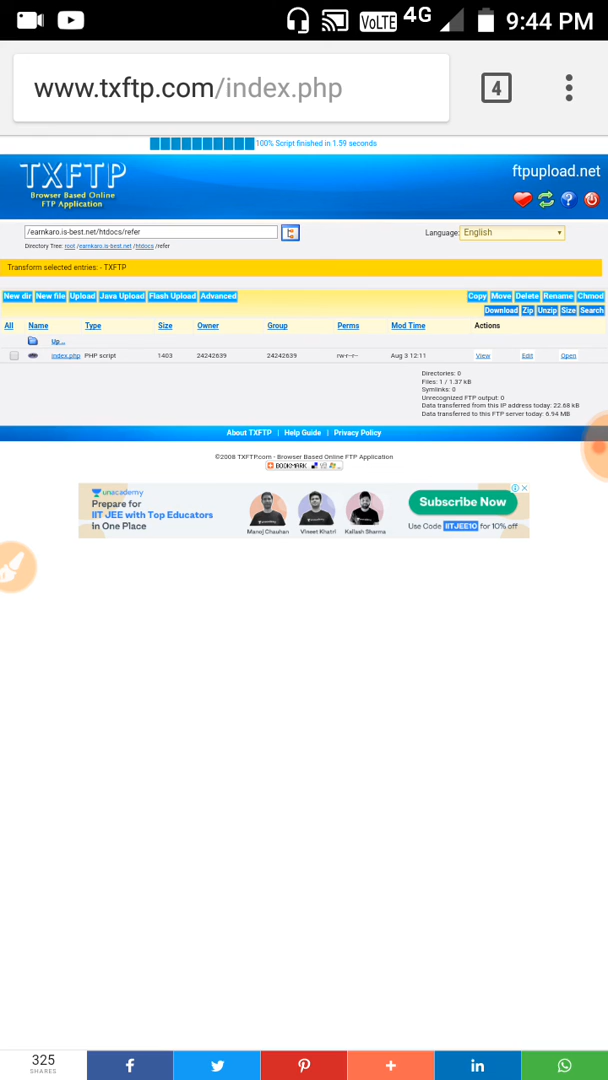 VoLTE 4G 9:44 PM
www.txftp.com/index.php 4
100% Script finished in 1.59 seconds
TXFTP
Browser Based Online
FTP Application
ftpupload.net
/earnkaro.is-best.net/htdocs/refer
Language: English
Directory Tree: root /earnkaro.is-best.net /htdocs /refer
Transform selected entries: - TXFTP
New dir New file Upload Java Upload Flash Upload Advanced Copy Move Delete Rename Chmod
Download Zip Unzip Size Search
All Name Type Size Owner Group Perms Mod Time Actions
Up ..
index.php PHP script 1403 24242639 24242639 rw-r--r-- Aug 3 12:11 View Edit Open
Directories: 0
Files: 1 / 1.37 kB
Symlinks: 0
Unrecognized FTP output: 0
Data transferred from this IP address today: 22.68 kB
Data transferred to this FTP server today: 6.94 MB
About TXFTP | Help Guide | Privacy Policy
©2008 TXFTP.com - Browser Based Online FTP Application
BOOKMARK
unacademy
Prepare for
IIT JEE with Top Educators
in One Place
Manoj Chauhan Vineet Khatri Kailash Sharma
Subscribe Now
Use Code IITJEE10 for 10% off
325
SHARES